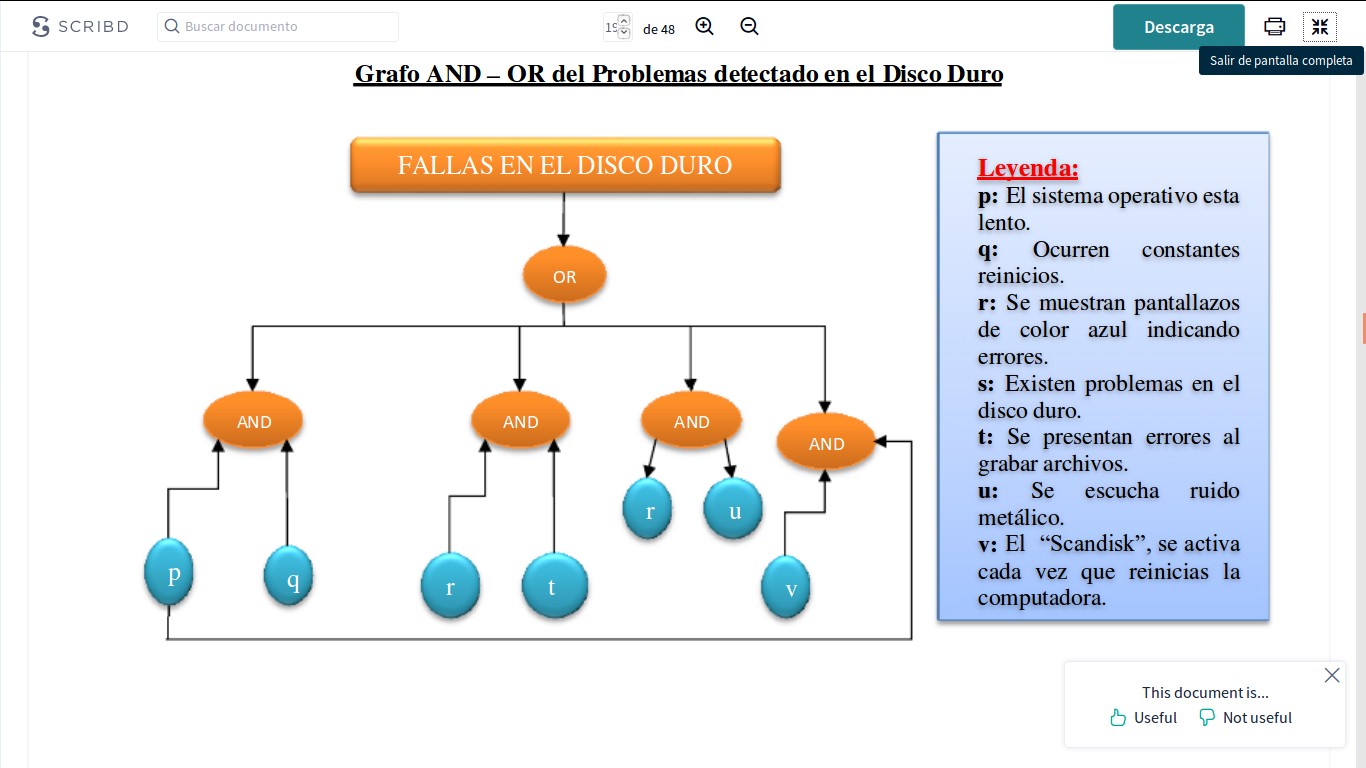 SCRIBD
Buscar documento
19
de 48
Descarga
Salir de pantalla completa
Grafo AND – OR del Problemas detectado en el Disco Duro
FALLAS EN EL DISCO DURO
OR
AND
AND
AND
AND
r
u
p
q
r
t
v
Leyenda:
p: El sistema operativo esta
lento.
q: Ocurren constantes
reinicios.
r: Se muestran pantallazos
de color azul indicando
errores.
s: Existen problemas en el
disco duro.
t: Se presentan errores al
grabar archivos.
u: Se escucha ruido
metálico.
v: El “Scandisk”, se activa
cada vez que reinicias la
computadora.
This document is...
Useful
Not useful